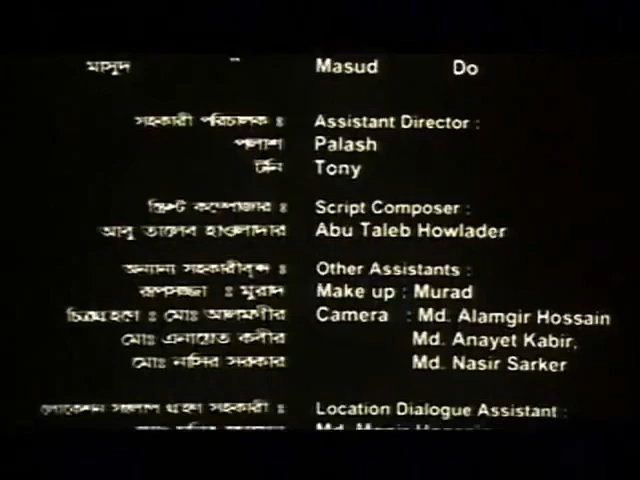 মাসুদ " Masud Do
সহকারী পরিচালক : Assistant Director :
পলাশ Palash
টনি Tony
স্ক্রিপ্ট কম্পোজার : Script Composer :
আবু তালেব হাওলাদার Abu Taleb Howlader
অন্যান্য সহকারীবৃন্দ : Other Assistants :
রূপসজ্জা : মুরাদ Make up : Murad
চিত্রগ্রহণে : মোঃ আলমগীর Camera : Md. Alamgir Hossain
মোঃ এনায়েত কবীর Md. Anayet Kabir,
মোঃ নাসির সরকার Md. Nasir Sarker
লোকেশন সংলাপ গ্রহণ সহকারী : Location Dialogue Assistant :